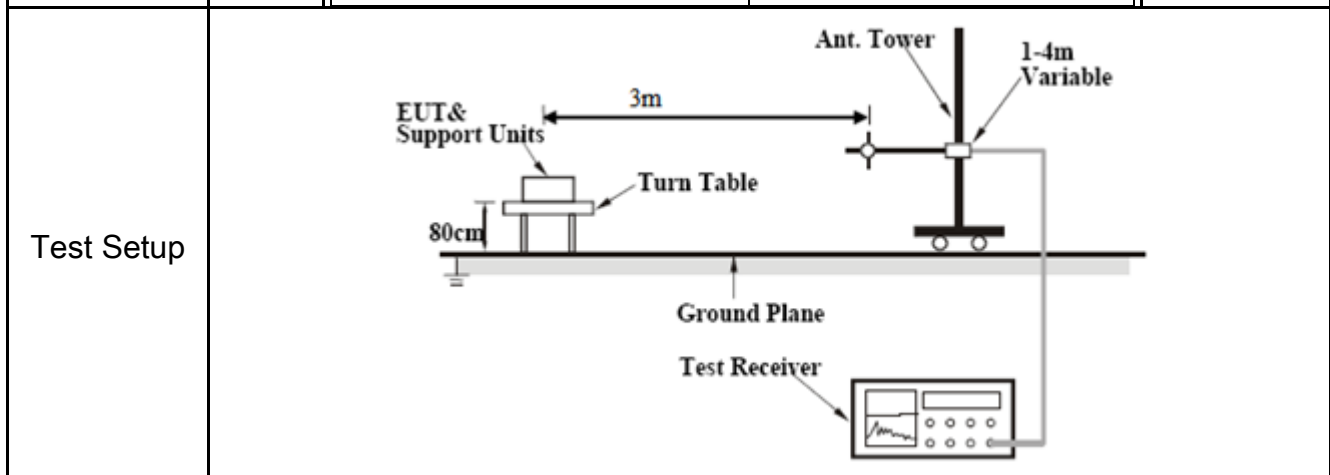 Test Setup
Ant. Tower
1-4m
Variable
3m
EUT&
Support Units
Turn Table
80cm
Ground Plane
Test Receiver